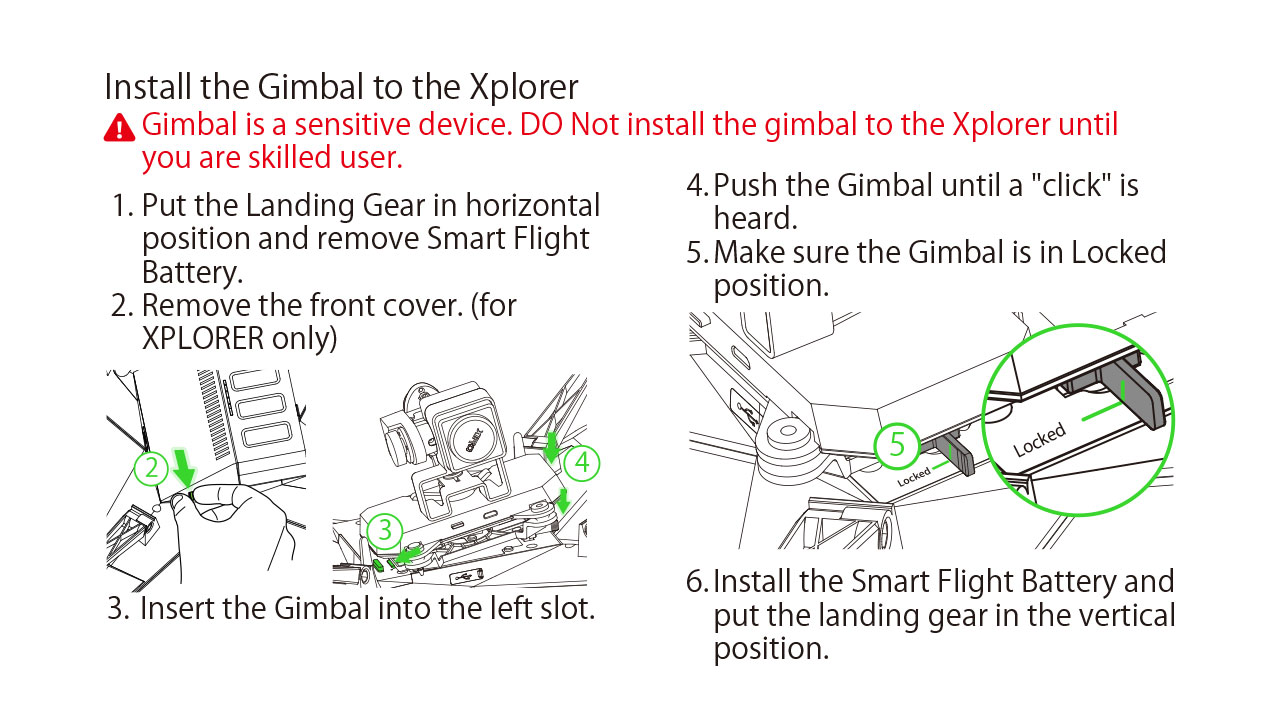 Install the Gimbal to the Xplorer
Gimbal is a sensitive device. DO Not install the gimbal to the Xplorer until
you are skilled user.
1. Put the Landing Gear in horizontal
position and remove Smart Flight
Battery.
2. Remove the front cover. (for
XPLORER only)
2
3
4
3. Insert the Gimbal into the left slot.
4. Push the Gimbal until a "click" is
heard.
5. Make sure the Gimbal is in Locked
position.
5
Locked
Locked
6. Install the Smart Flight Battery and
put the landing gear in the vertical
position.